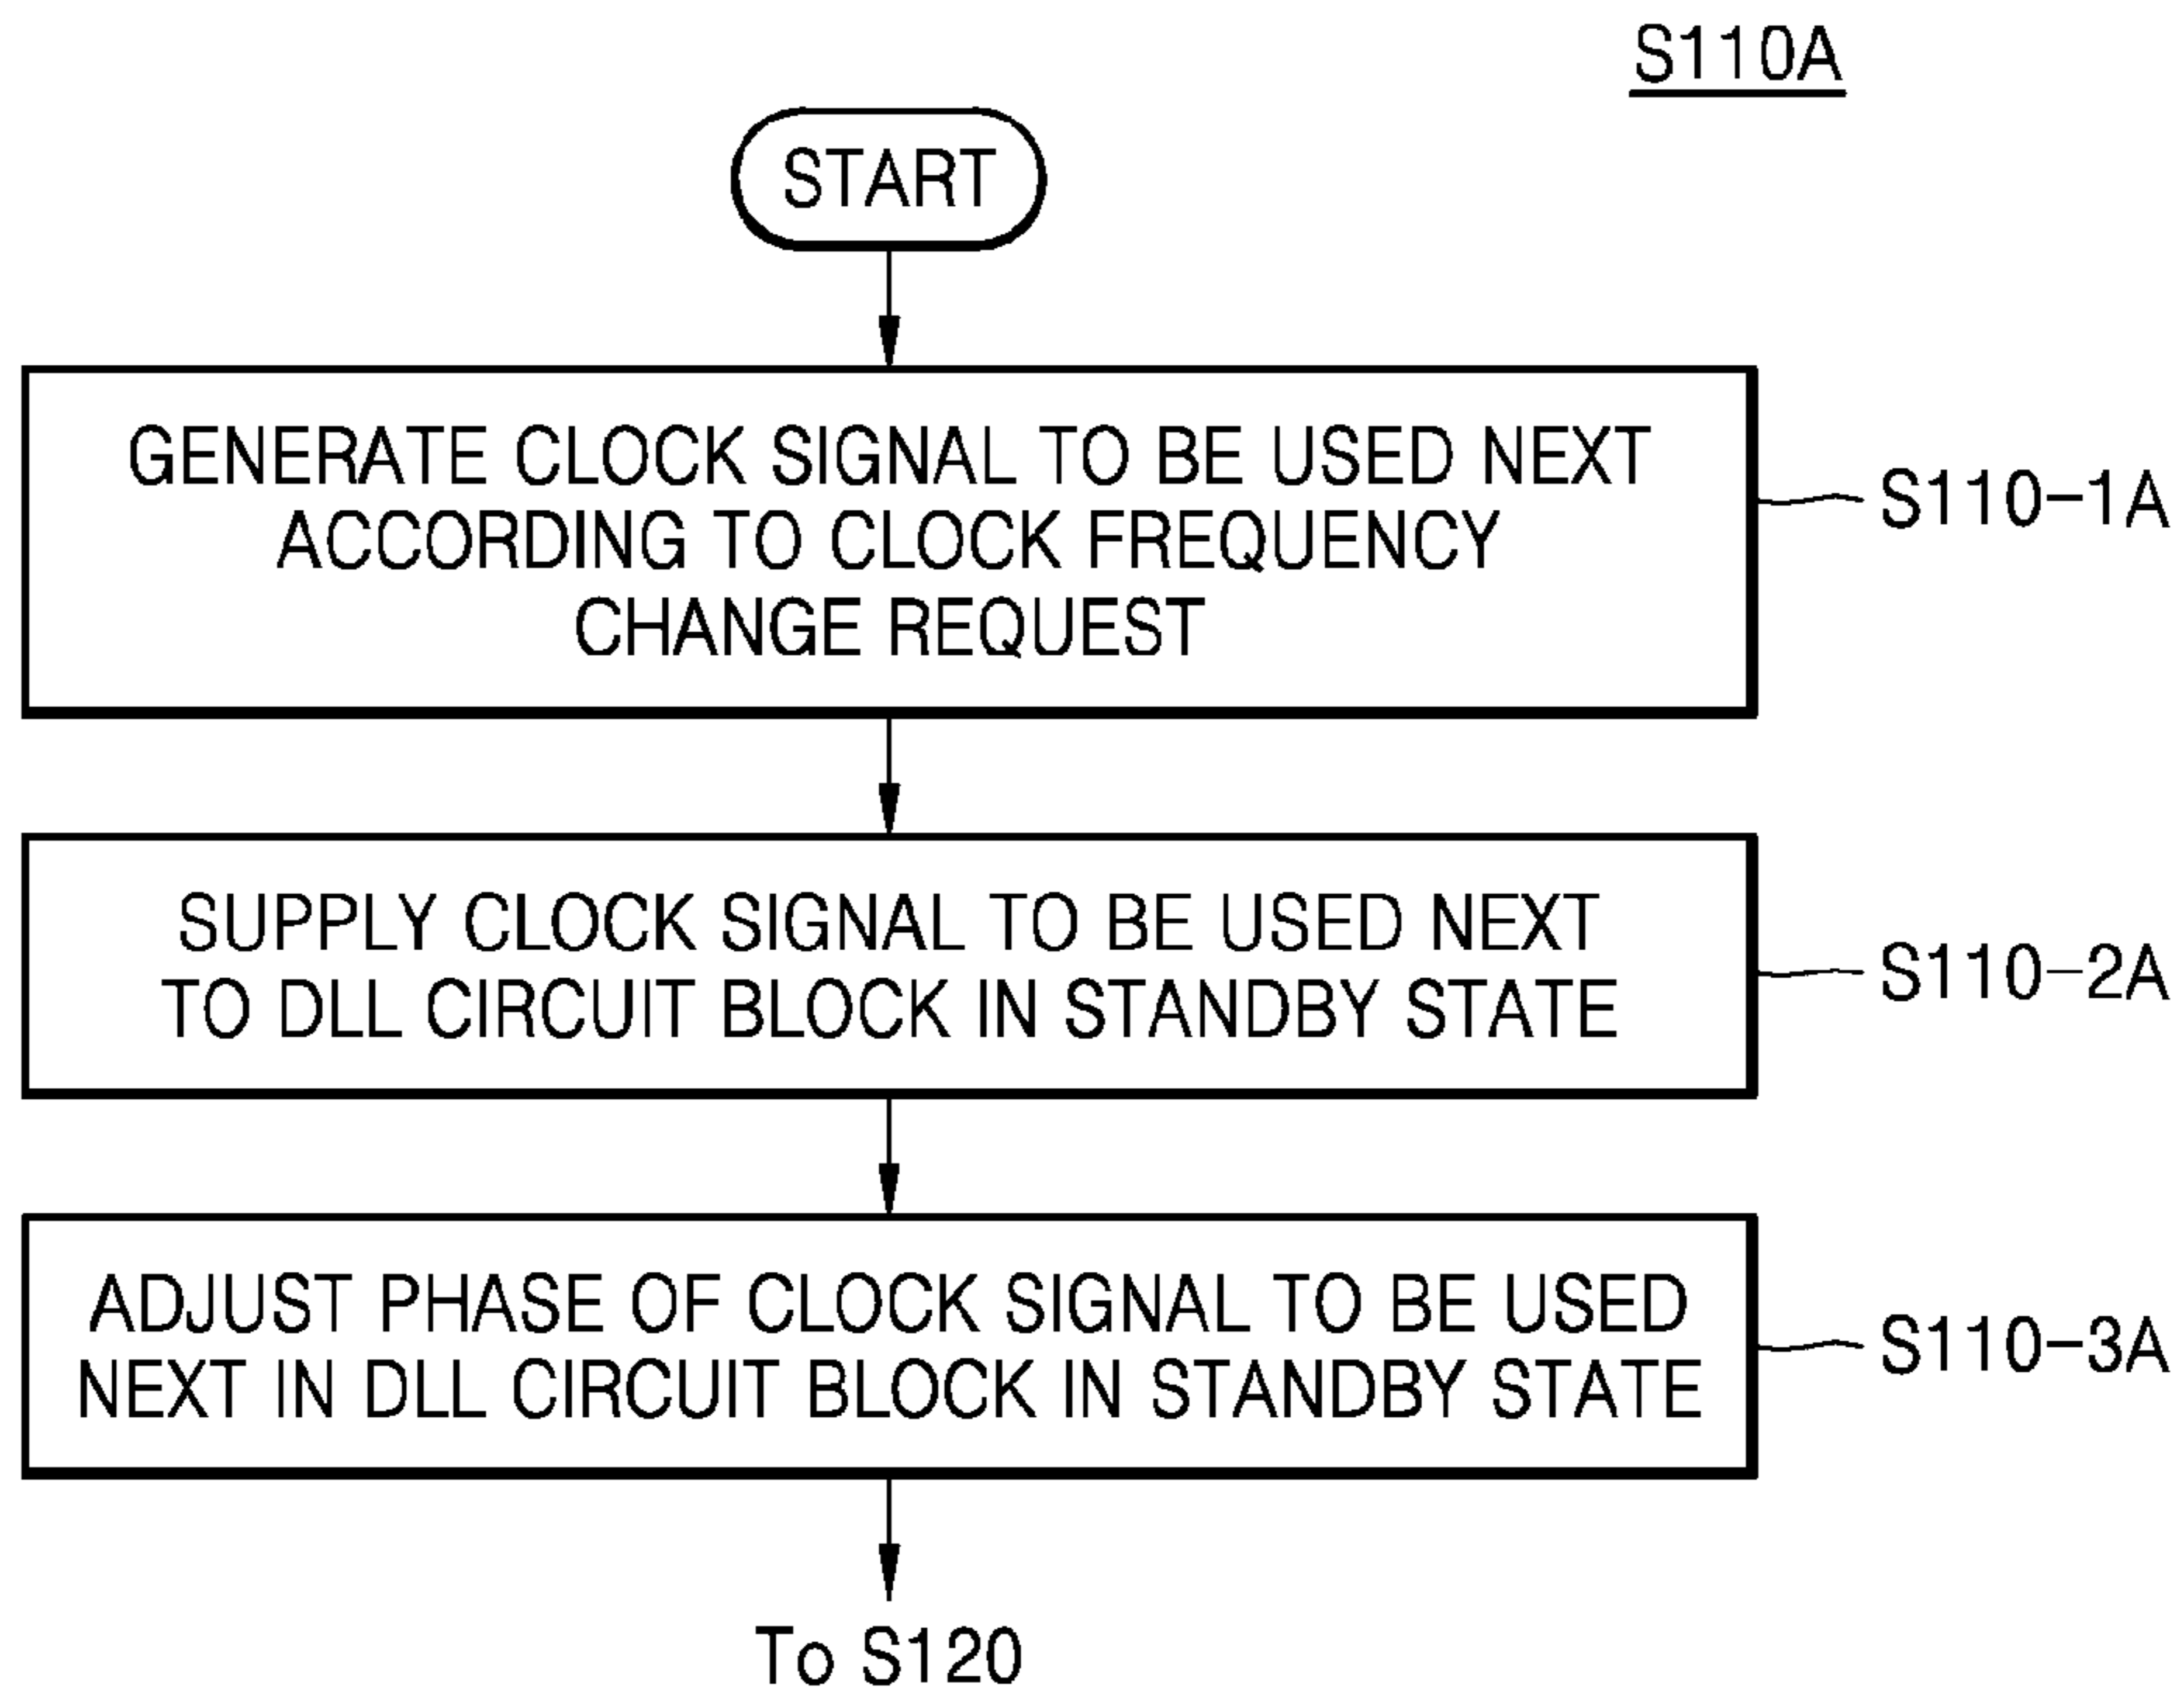 S110A
START
GENERATE CLOCK SIGNAL TO BE USED NEXT
ACCORDING TO CLOCK FREQUENCY
CHANGE REQUEST
S110-1A
SUPPLY CLOCK SIGNAL TO BE USED NEXT
TO DLL CIRCUIT BLOCK IN STANDBY STATE
S110-2A
ADJUST PHASE OF CLOCK SIGNAL TO BE USED
NEXT IN DLL CIRCUIT BLOCK IN STANDBY STATE
S110-3A
To S120